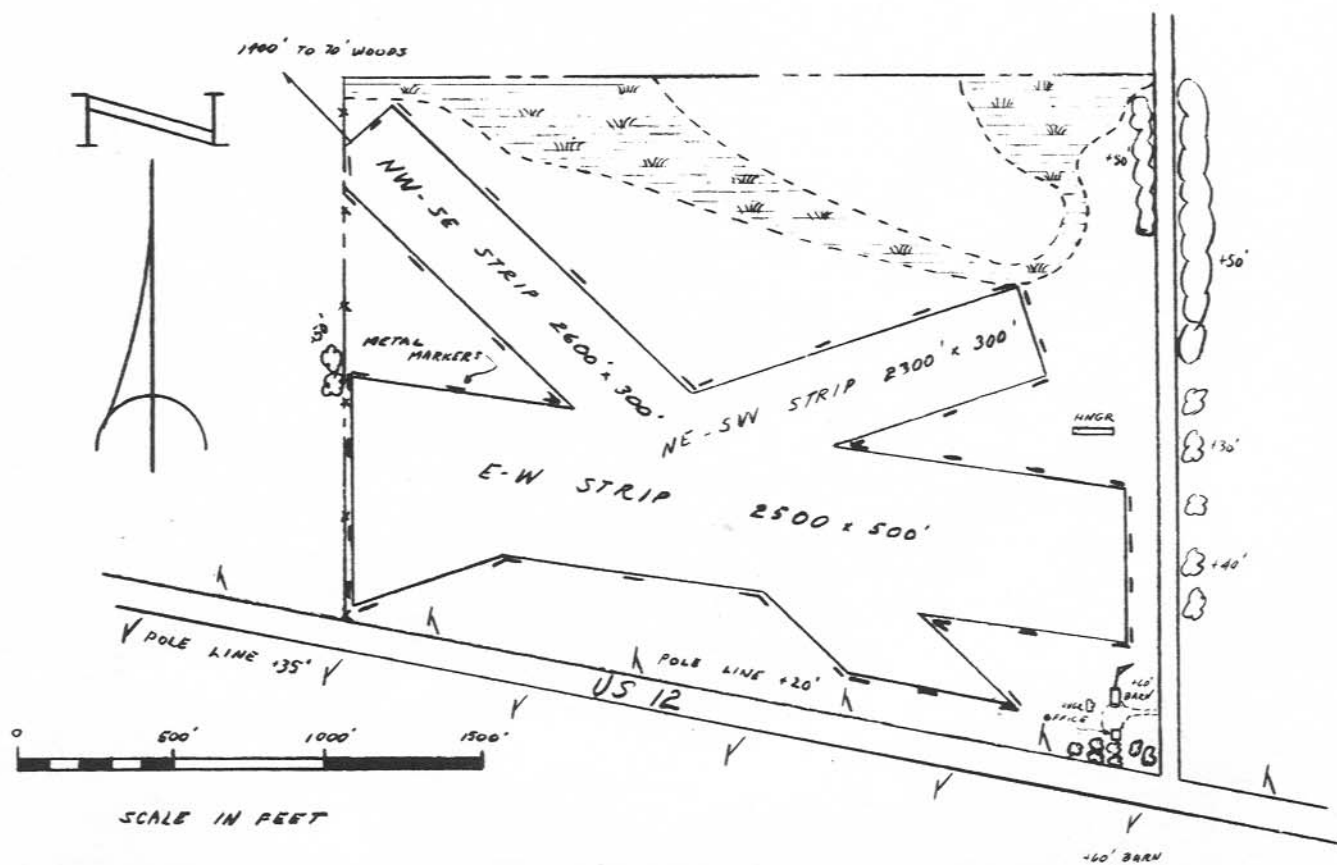 1400' TO 70' WOODS
N
+50'
+50'
NW-SE STRIP 2600' x 300'
METAL
MARKERS
NE-SW STRIP 2300' x 300'
HNGR
+30'
E-W STRIP 2500 x 500'
+40'
POLE LINE +35'
POLE LINE +20'
US 12
+60'
BARN
OFFICE
0 500' 1000' 1500'
SCALE IN FEET
+60' BARN